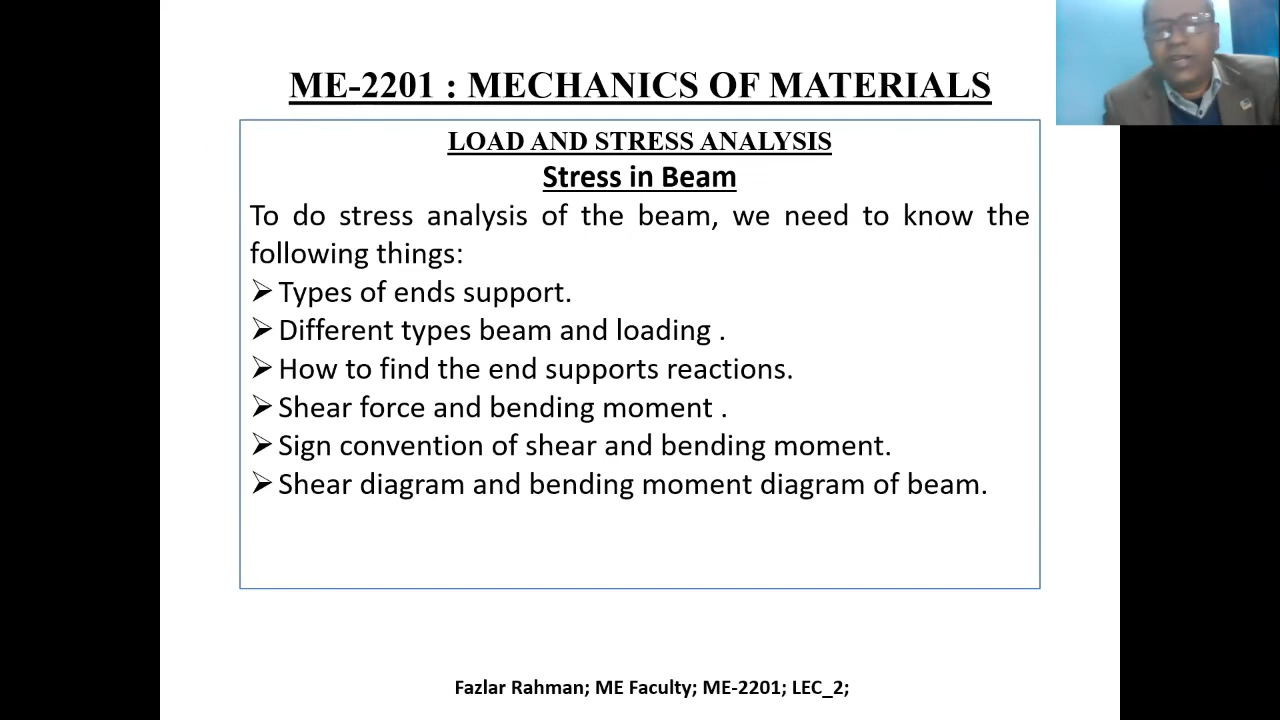 ME-2201 : MECHANICS OF MATERIALS
LOAD AND STRESS ANALYSIS
Stress in Beam
To do stress analysis of the beam, we need to know the
following things:
➢Types of ends support.
➢Different types beam and loading .
➢How to find the end supports reactions.
➢Shear force and bending moment .
➢Sign convention of shear and bending moment.
➢Shear diagram and bending moment diagram of beam.
Fazlar Rahman; ME Faculty; ME-2201; LEC_2;